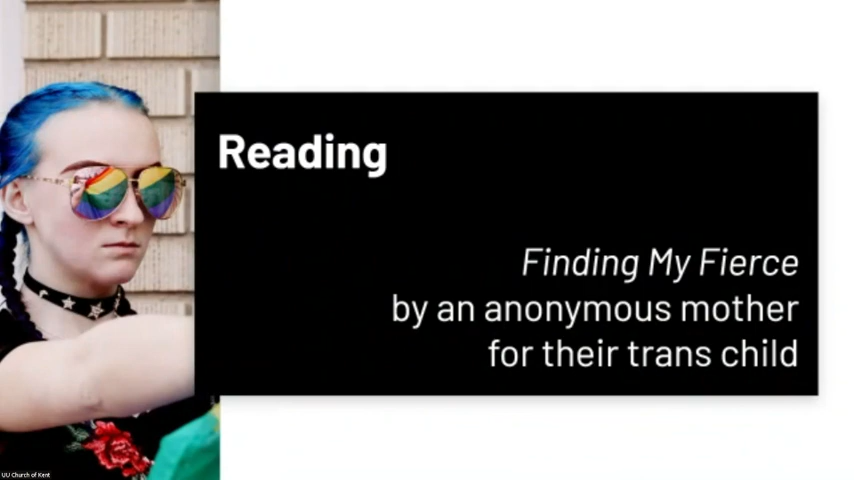 Reading
Finding My Fierce
by an anonymous mother
for their trans child
UU Church of Kent